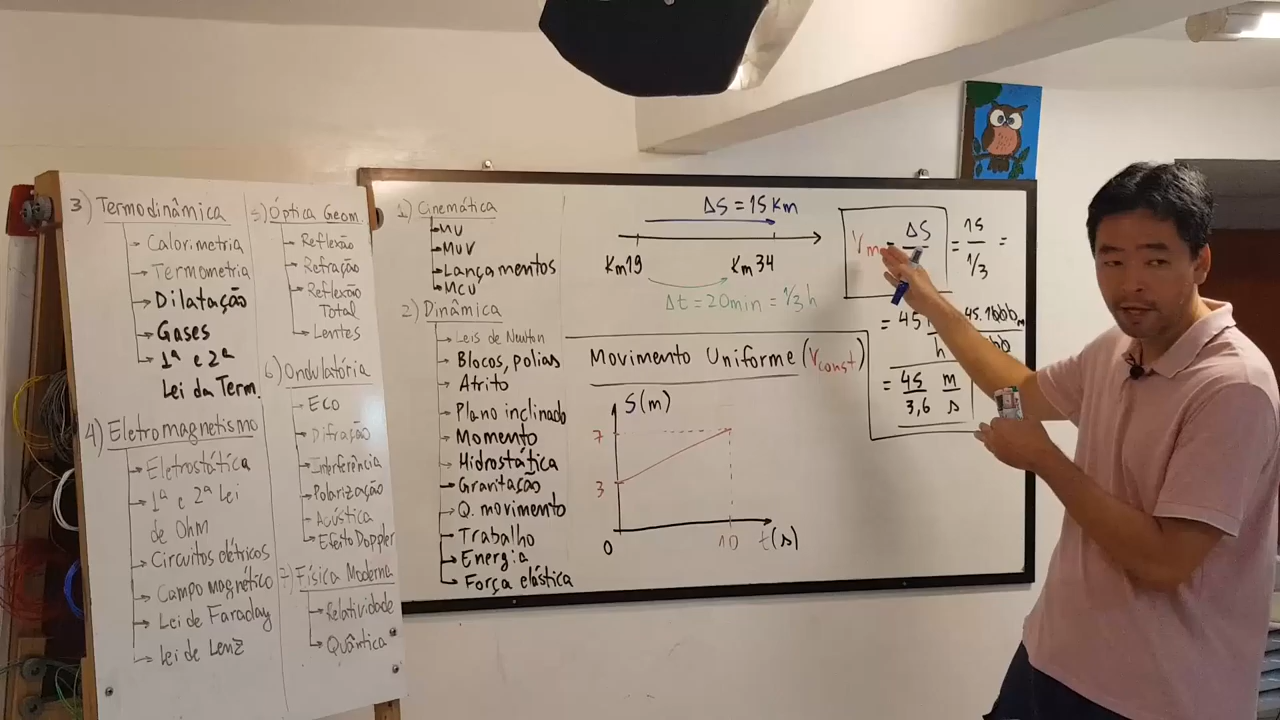 3) Termodinâmica
Calorimetria
Termometria
Dilatação
Gases
1ª e 2ª
Lei da Term.
4) Eletromagnetismo
Eletrostática
1ª e 2ª Lei
de Ohm
Circuitos elétricos
Campo magnético
Lei de Faraday
Lei de Lenz
5) Óptica Geom.
Reflexão
Refração
Reflexão
Total
Lentes
6) Ondulatória
Eco
Difração
Interferência
Polarização
Acústica
Efeito Doppler
7) Física Moderna
Relatividade
Quântica
1) Cinemática
MU
MUV
Lançamentos
MCU
2) Dinâmica
Leis de Newton
Blocos, polias
Atrito
Plano inclinado
Momento
Hidrostática
Gravitação
Q. movimento
Trabalho
Energia
Força elástica
ΔS = 15 Km
Km19 Km 34
Δt = 20min = 1/3 h
Movimento Uniforme (Vconst)
S(m)
7
3
0 10 t(s)
Vm = ΔS = 15 =
1/3
= 45
h
= 45 m
3,6 s